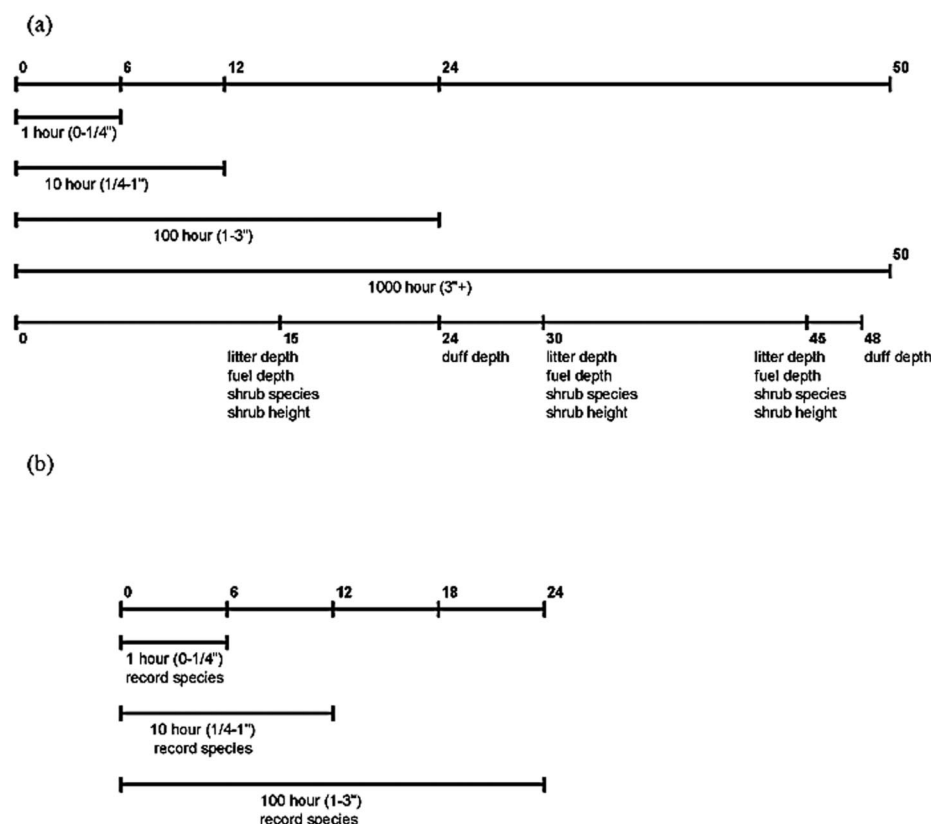 (a)
0 6 12 24 50
1 hour (0-1/4")
10 hour (1/4-1")
100 hour (1-3")
50
1000 hour (3"+)
0 15 24 30 45 48
litter depth duff depth litter depth litter depth duff depth
fuel depth fuel depth fuel depth
shrub species shrub species shrub species
shrub height shrub height shrub height
(b)
0 6 12 18 24
1 hour (0-1/4")
record species
10 hour (1/4-1")
record species
100 hour (1-3")
record species